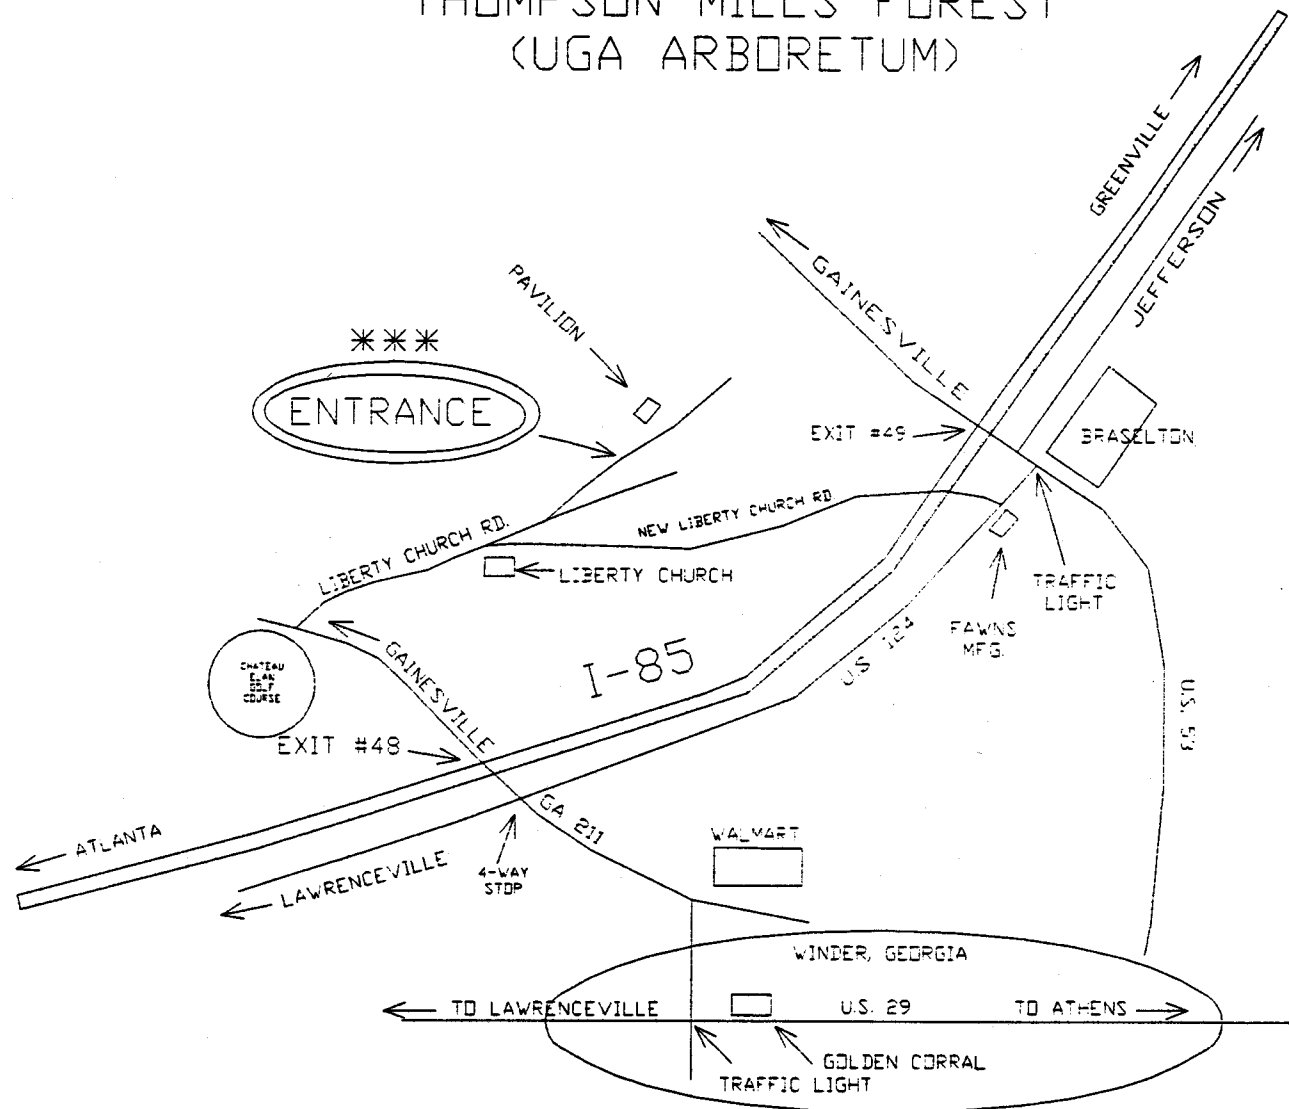 THOMPSON MILLS FOREST
(UGA ARBORETUM)
GREENVILLE
JEFFERSON
GAINESVILLE
PAVILION
***
ENTRANCE
EXIT #49
BRASELTON
NEW LIBERTY CHURCH RD
LIBERTY CHURCH RD.
LIBERTY CHURCH
TRAFFIC
LIGHT
FAWNS
MFG.
U.S. 124
I-85
GAINESVILLE
CHATEAU
ELAN
GOLF
COURSE
U.S. 53
EXIT #48
GA 211
ATLANTA
WALMART
LAWRENCEVILLE
4-WAY
STOP
WINDER, GEORGIA
TO LAWRENCEVILLE
U.S. 29
TO ATHENS
GOLDEN CORRAL
TRAFFIC LIGHT